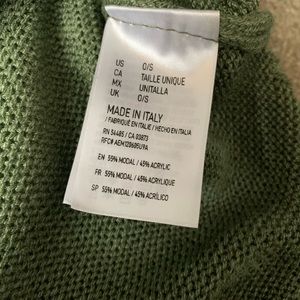 US O/S
CA TAILLE UNIQUE
MX UNITALLA
UK O/S
MADE IN ITALY
/ FABRIQUÉ EN ITALIE / HECHO EN ITALIA
RN 54485 / CA 03873
EN 55% MODAL / 45% ACRYLIC
FR 55% MODAL / 45% ACRYLIQUE
SP 55% MODAL / 45% ACRÍLICO